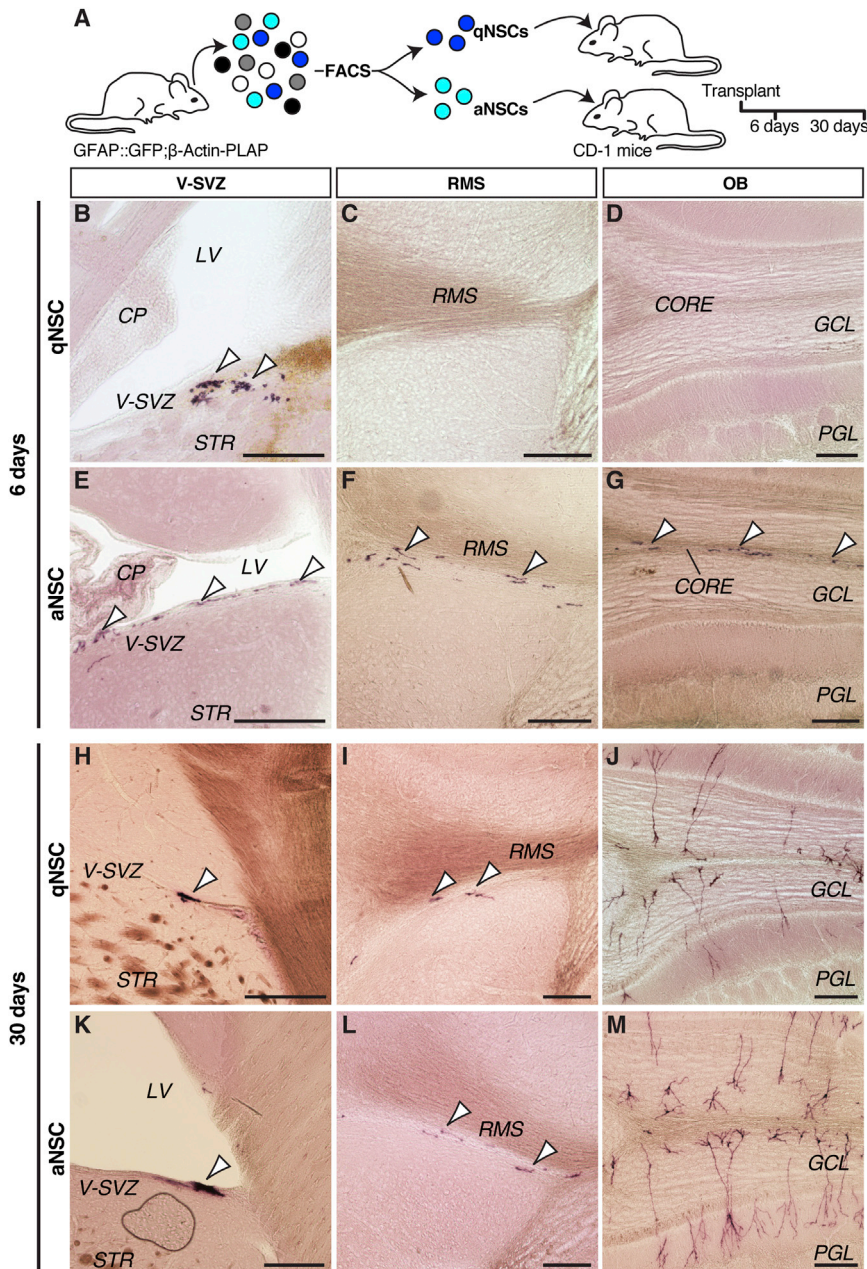 A
qNSCs
FACS
aNSCs
Transplant
6 days
30 days
GFAP::GFP;β-Actin-PLAP
CD-1 mice
V-SVZ
RMS
OB
6 days
qNSC
B
LV
CP
V-SVZ
STR
C
RMS
D
CORE
GCL
PGL
aNSC
E
CP
LV
V-SVZ
STR
F
RMS
G
CORE
GCL
PGL
30 days
qNSC
H
V-SVZ
STR
I
RMS
J
GCL
PGL
aNSC
K
LV
V-SVZ
STR
L
RMS
M
GCL
PGL